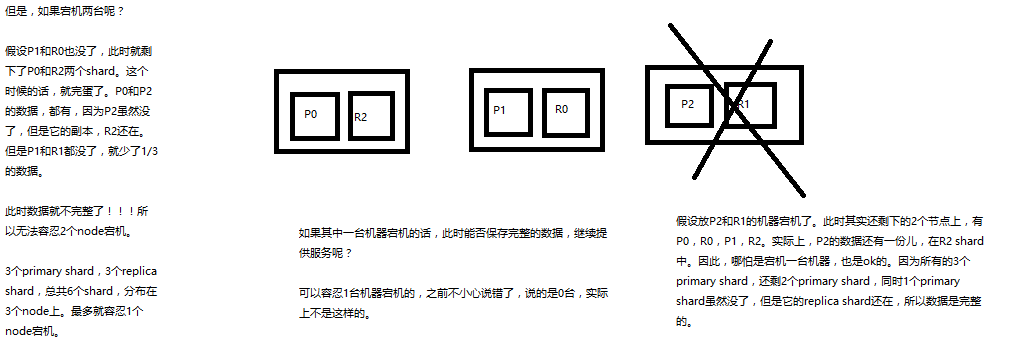 但是，如果宕机两台呢？
假设P1和R0也没了，此时就剩
下了P0和R2两个shard。这个
时候的话，就完蛋了。P0和P2
的数据，都有，因为P2虽然没
了，但是它的副本，R2还在。
但是P1和R1都没了，就少了1/3
的数据。
此时数据就不完整了！！！所
以无法容忍2个node宕机。
3个primary shard，3个replica
shard，总共6个shard，分布在
3个node上。最多就容忍1个
node宕机。
P0
R2
P1
R0
P2
R1
如果其中一台机器宕机的话，此时能否保存完整的数据，继续提
供服务呢？
可以容忍1台机器宕机的，之前不小心说错了，说的是0台，实际
上不是这样的。
假设放P2和R1的机器宕机了。此时其实还剩下的2个节点上，有
P0，R0，P1，R2。实际上，P2的数据还有一份儿，在R2 shard
中。因此，哪怕是宕机一台机器，也是ok的。因为所有的3个
primary shard，还剩2个primary shard，同时1个primary
shard虽然没了，但是它的replica shard还在，所以数据是完整
的。